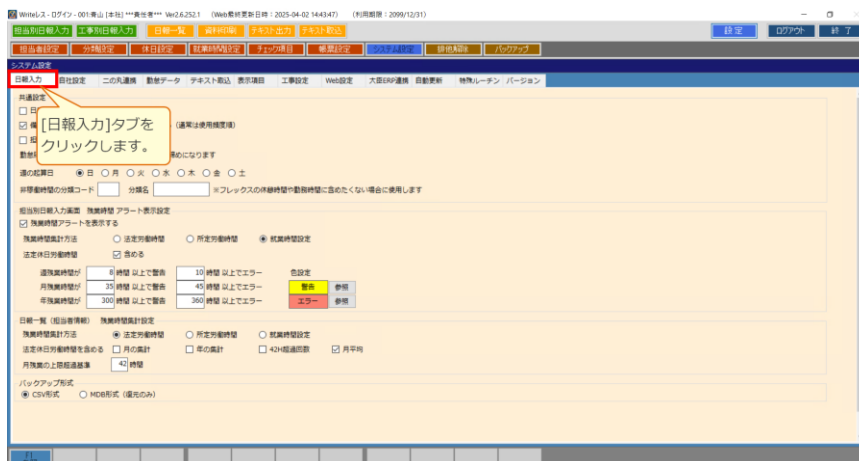 Writeレス - ログイン - 001:青山 [本社] ***責任者*** Ver2.6.252.1 (Web最終更新日時：2025-04-02 14:43:47) (利用期限：2099/12/31)
担当別日報入力 工事別日報入力 日報一覧 資料印刷 テキスト出力 テキスト取込 設 定 ログアウト 終 了
担当者設定 分類設定 休日設定 就業時間設定 チェック項目 帳票設定 システム設定 排他解除 バックアップ
システム設定
日報入力 自社設定 二の丸連携 勤怠データ テキスト取込 表示項目 工事設定 Web設定 大臣ERP連携 自動更新 特殊ルーチン バージョン
共通設定
[日報入力]タブを
クリックします。
(通常は使用頻度順)
締めになります
週の起算日 日 月 火 水 木 金 土
非稼働時間の分類コード 分類名 ※フレックスの休憩時間や勤務時間に含めたくない場合に使用します
担当別日報入力画面 残業時間 アラート表示設定
残業時間アラートを表示する
残業時間集計方法 法定労働時間 所定労働時間 就業時間設定
法定休日労働時間 含める
週残業時間が 8 時間 以上で警告 10 時間 以上でエラー 色設定
月残業時間が 35 時間 以上で警告 45 時間 以上でエラー 警告 参照
年残業時間が 300 時間 以上で警告 360 時間 以上でエラー エラー 参照
日報一覧（担当者情報） 残業時間集計設定
残業時間集計方法 法定労働時間 所定労働時間 就業時間設定
法定休日労働時間を含める 月の集計 年の集計 42H超過回数 月平均
月残業の上限超過基準 42 時間
バックアップ形式
CSV形式 MDB形式（復元のみ）
F1